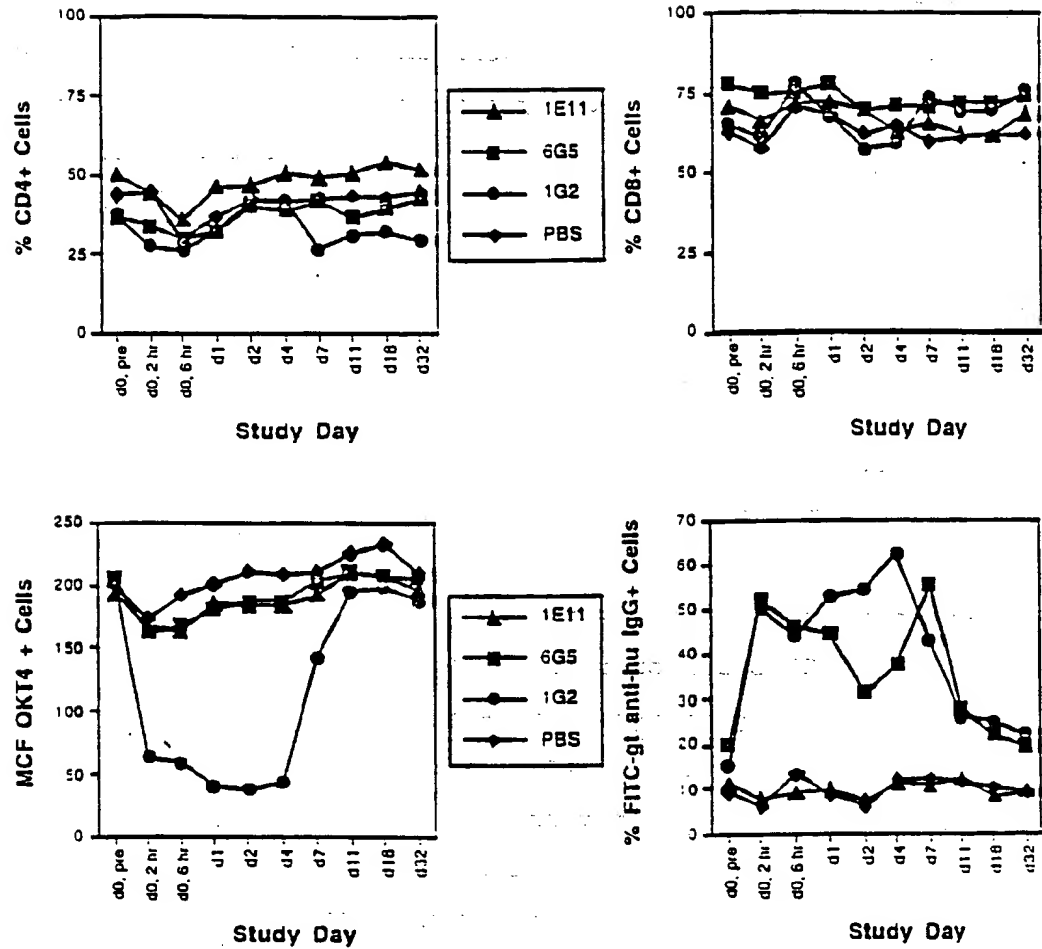 % CD4+ Cells
100
75
50
25
0
d0, pre
d0, 2 hr
d0, 6 hr
d1
d2
d4
d7
d11
d18
d32
Study Day
1E11
6G5
1G2
PBS
% CD8+ Cells
100
75
50
25
0
d0, pre
d0, 2 hr
d0, 6 hr
d1
d2
d4
d7
d11
d18
d32
Study Day
MCF OKT4 + Cells
250
200
150
100
50
0
d0, pre
d0, 2 hr
d0, 6 hr
d1
d2
d4
d7
d11
d18
d32
Study Day
1E11
6G5
1G2
PBS
% FITC-gt anti-hu IgG+ Cells
70
60
50
40
30
20
10
0
d0, pre
d0, 2 hr
d0, 6 hr
d1
d2
d4
d7
d11
d18
d32
Study Day